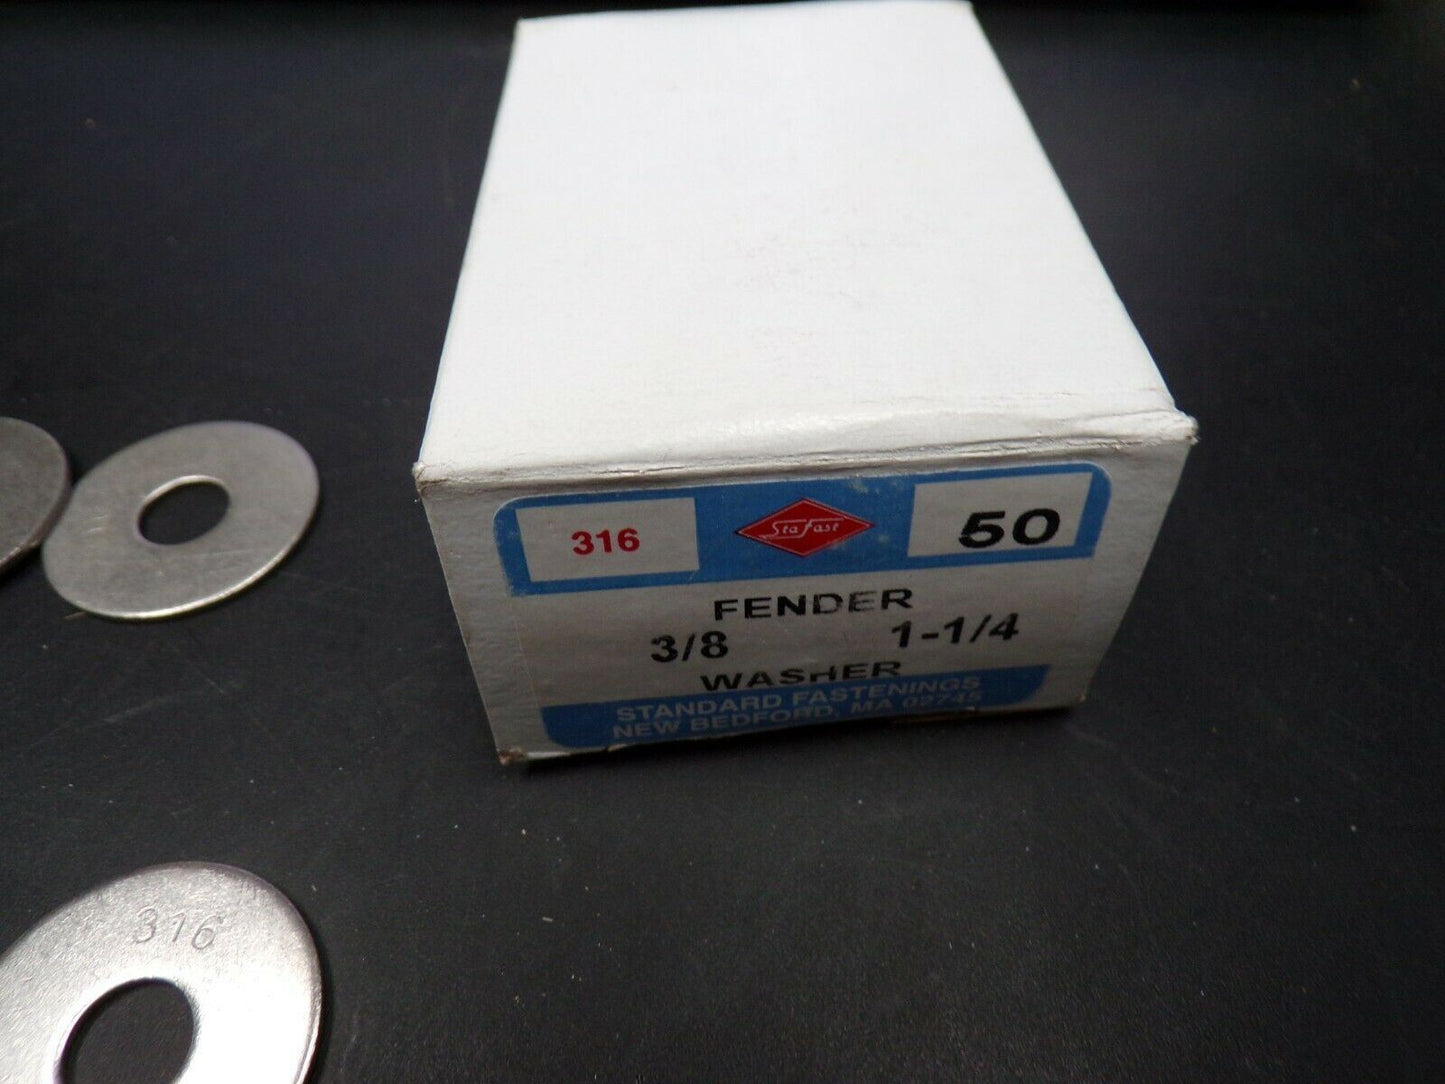 316
StaFast
50
FENDER
3/8 1-1/4
WASHER
STANDARD FASTENINGS
NEW BEDFORD, MA 02745
316